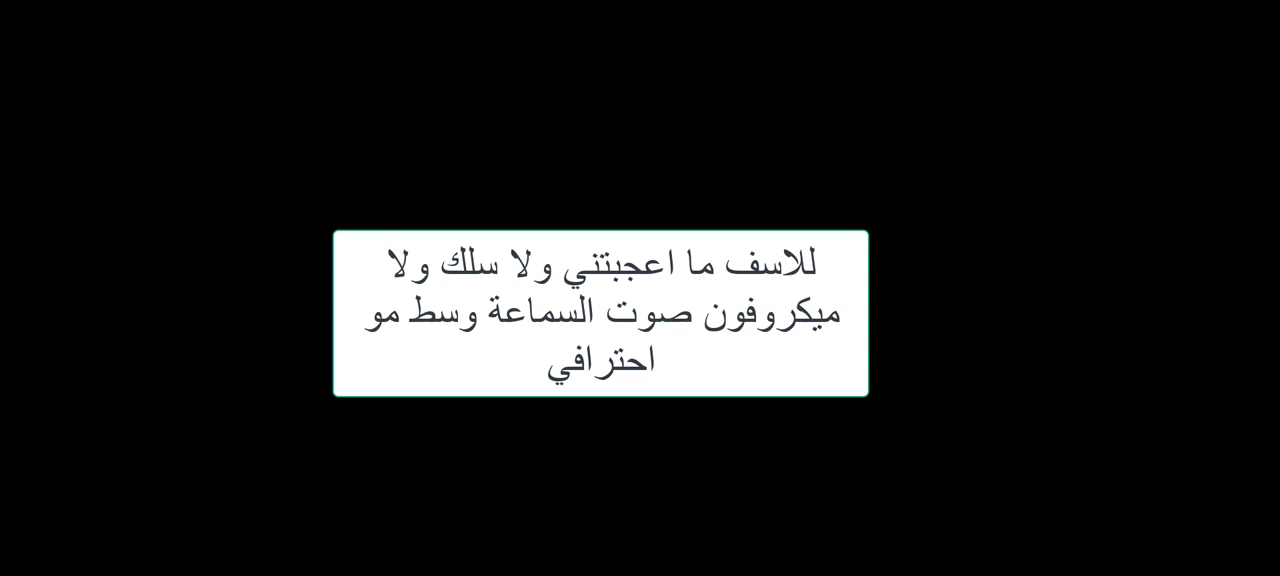 للاسف ما اعجبتني ولا سلك ولا
ميكروفون صوت السماعة وسط مو
احترافي